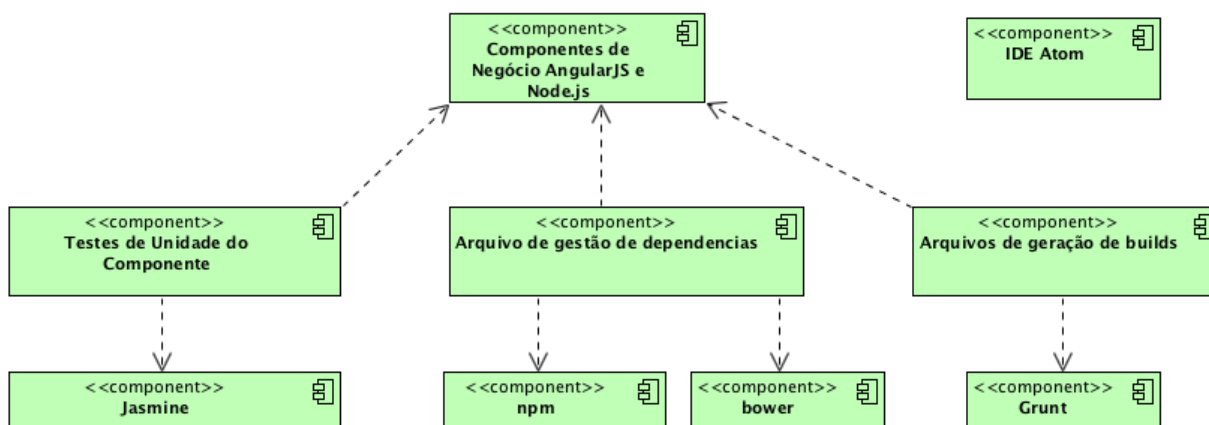 <<component>>
Componentes de
Negócio AngularJS e
Node.js
<<component>>
IDE Atom
<<component>>
Testes de Unidade do
Componente
<<component>>
Arquivo de gestão de dependencias
<<component>>
Arquivos de geração de builds
<<component>>
Jasmine
<<component>>
npm
<<component>>
bower
<<component>>
Grunt